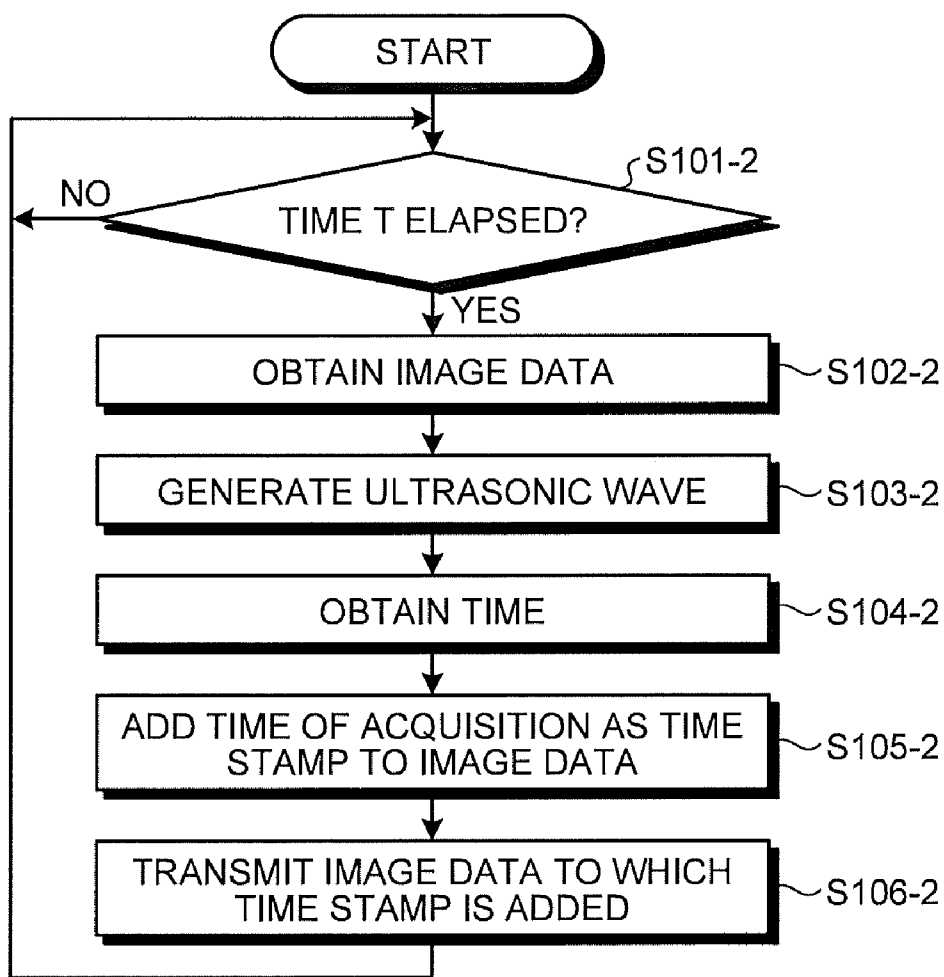 START
S101-2
NO
TIME T ELAPSED?
YES
OBTAIN IMAGE DATA
S102-2
GENERATE ULTRASONIC WAVE
S103-2
OBTAIN TIME
S104-2
ADD TIME OF ACQUISITION AS TIME
STAMP TO IMAGE DATA
S105-2
TRANSMIT IMAGE DATA TO WHICH
TIME STAMP IS ADDED
S106-2